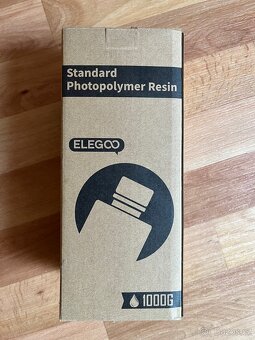 Standard
Photopolymer Resin
ELEGOO
1000G